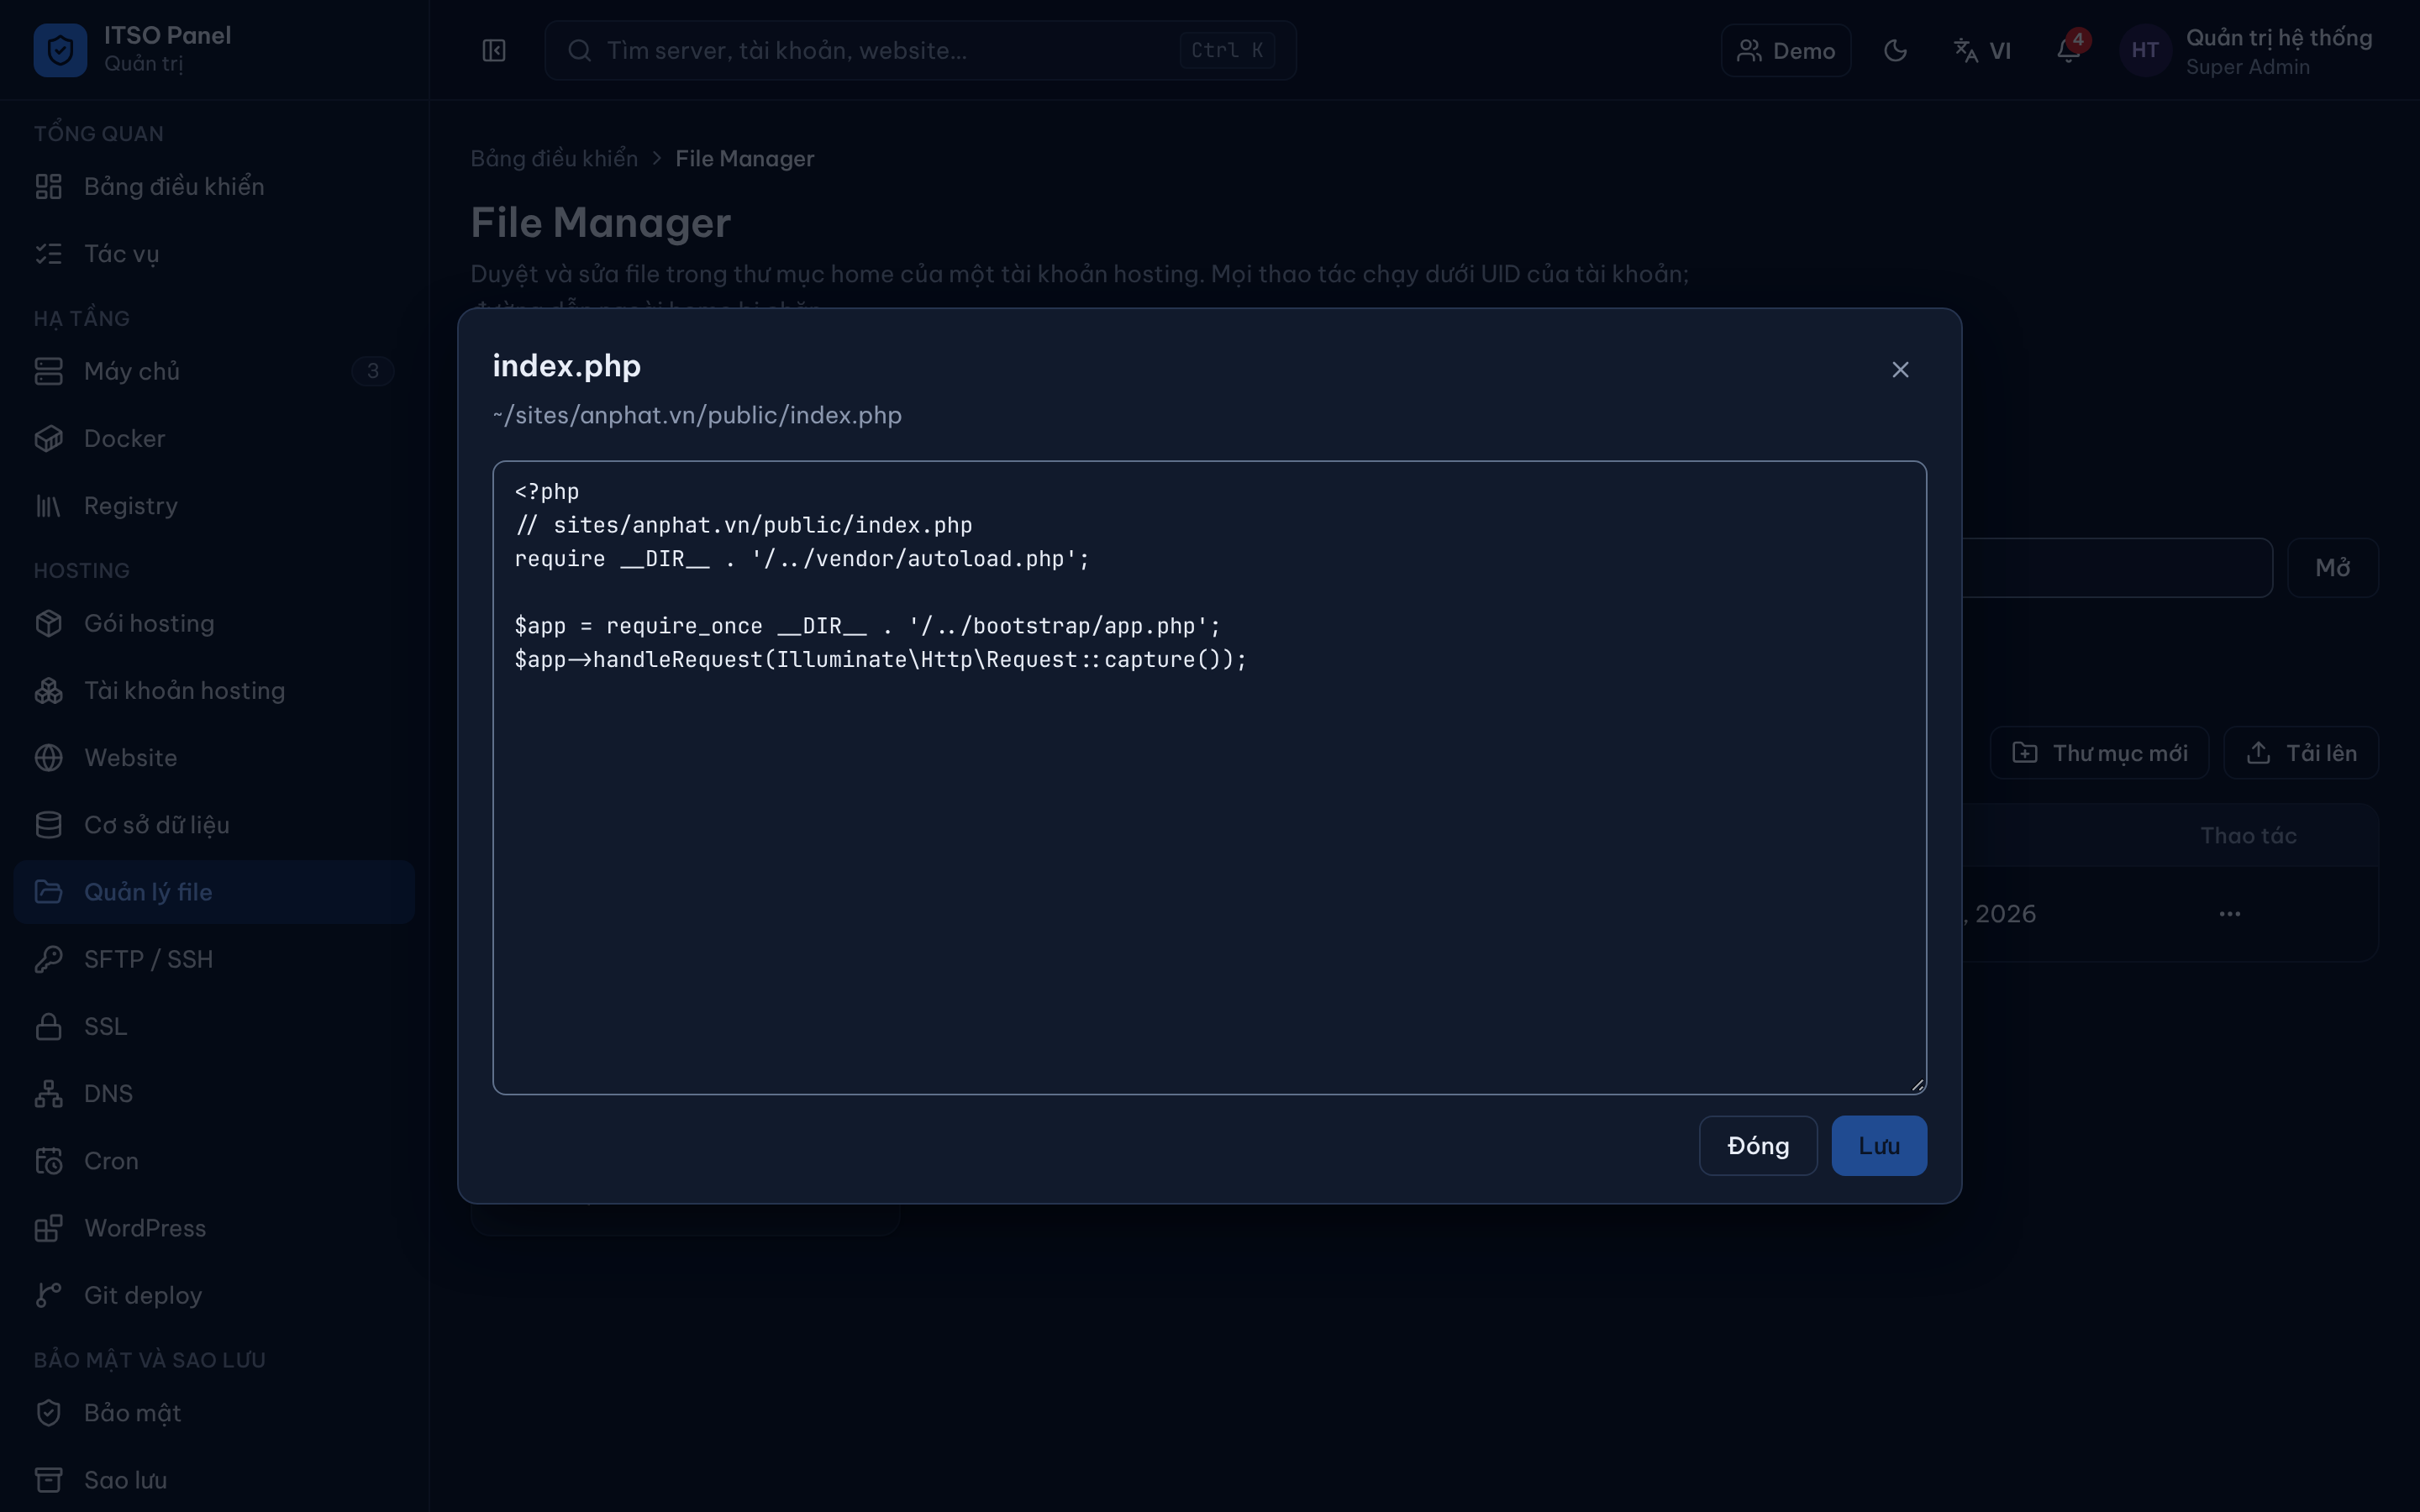 ITSO Panel
Quản trị
Tìm server, tài khoản, website...
Ctrl K
Demo
VI
4
HT
Quản trị hệ thống
Super Admin
TỔNG QUAN
Bảng điều khiển
Tác vụ
HẠ TẦNG
Máy chủ
3
Docker
Registry
HOSTING
Gói hosting
Tài khoản hosting
Website
Cơ sở dữ liệu
Quản lý file
SFTP / SSH
SSL
DNS
Cron
WordPress
Git deploy
BẢO MẬT VÀ SAO LƯU
Bảo mật
Sao lưu
Bảng điều khiển > File Manager
File Manager
Duyệt và sửa file trong thư mục home của một tài khoản hosting. Mọi thao tác chạy dưới UID của tài khoản;
đường dẫn ngoài home bị chặn.
Mở
Thư mục mới
Tải lên
Thao tác
, 2026
index.php
~/sites/anphat.vn/public/index.php
<?php
// sites/anphat.vn/public/index.php
require __DIR__ . '/../vendor/autoload.php';
$app = require_once __DIR__ . '/../bootstrap/app.php';
$app->handleRequest(Illuminate\Http\Request::capture());
Đóng
Lưu